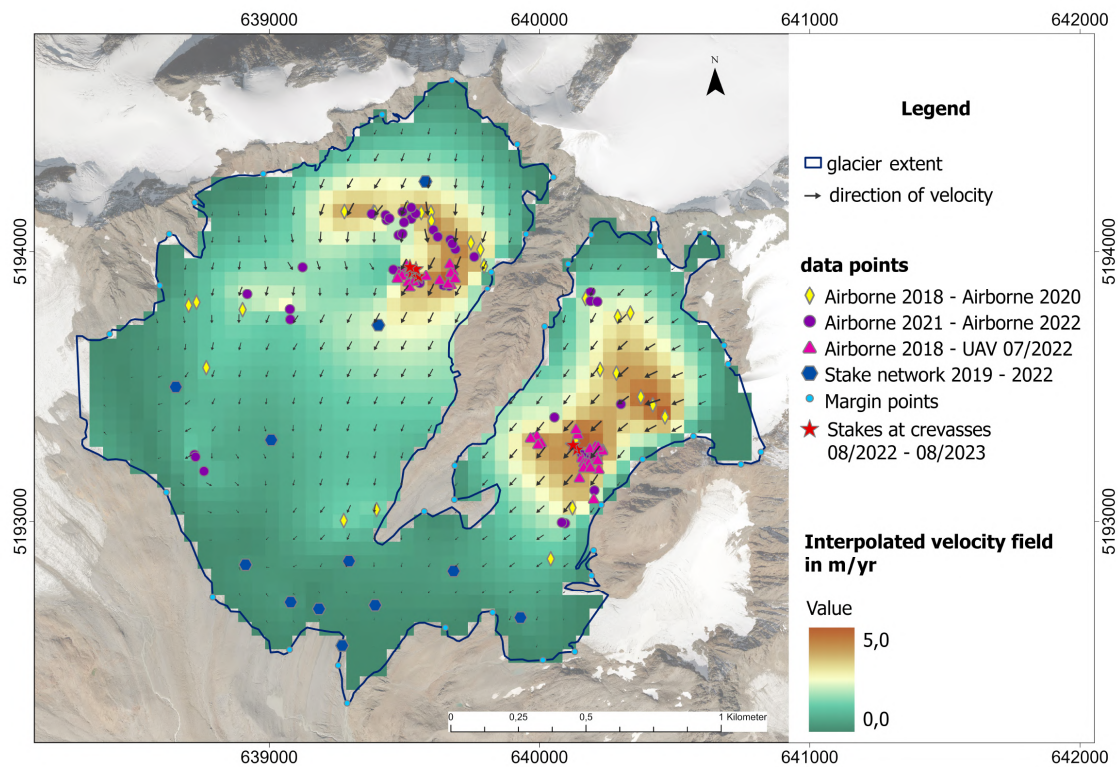 639000 640000 641000 642000
5194000
5193000
N
Legend
glacier extent
direction of velocity
data points
Airborne 2018 - Airborne 2020
Airborne 2021 - Airborne 2022
Airborne 2018 - UAV 07/2022
Stake network 2019 - 2022
Margin points
Stakes at crevasses
08/2022 - 08/2023
Interpolated velocity field
in m/yr
Value
5,0
0,0
0 0,25 0,5 1 Kilometer
5194000
5193000
639000 640000 641000 642000